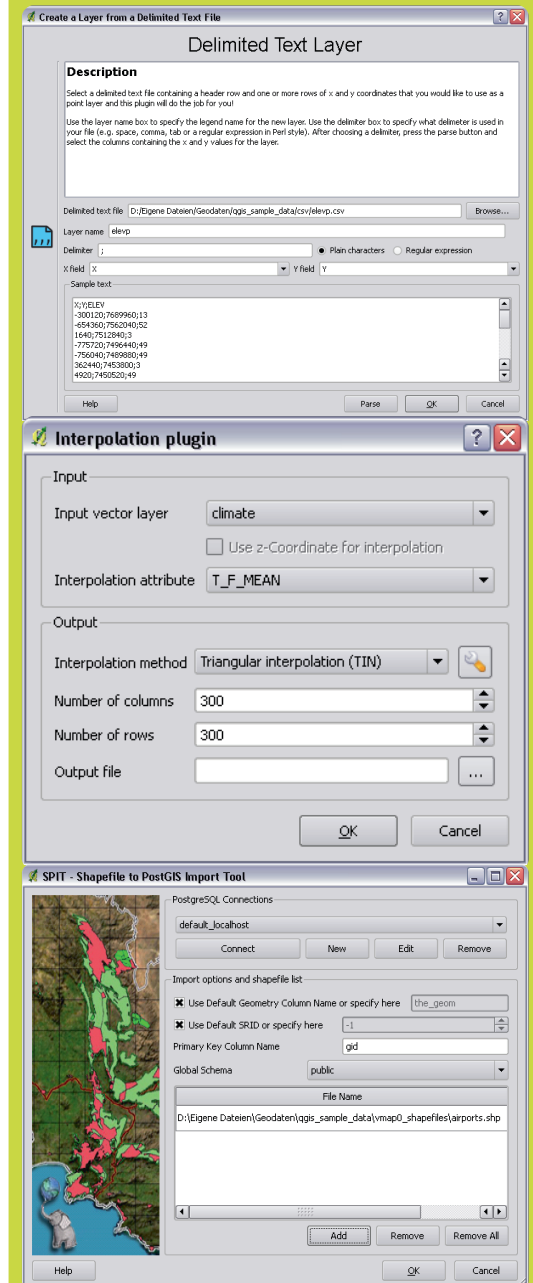 Create a Layer from a Delimited Text File
Delimited Text Layer
Description
Select a delimited text file containing a header row and one or more rows of x and y coordinates that you would like to use as a
point layer and this plugin will do the job for you!
Use the layer name box to specify the legend name for the new layer. Use the delimiter box to specify what delimeter is used in
your file (e.g. space, comma, tab or a regular expression in Perl style). After choosing a delimiter, press the parse button and
select the columns containing the x and y values for the layer.
Delimited text file D:/Eigene Dateien/Geodaten/qgis_sample_data/csv/elevp.csv Browse...
Layer name elevp
Delimiter ; Plain characters Regular expression
X field X Y field Y
Sample text
X;Y;ELEV
-300120;7689960;13
-654360;7562040;52
1640;7512840;3
-775720;7496440;49
-756040;7489880;49
362440;7453800;3
4920;7450520;49
Help Parse OK Cancel
Interpolation plugin
Input
Input vector layer climate
Use z-Coordinate for interpolation
Interpolation attribute T_F_MEAN
Output
Interpolation method Triangular interpolation (TIN)
Number of columns 300
Number of rows 300
Output file ...
OK Cancel
SPIT - Shapefile to PostGIS Import Tool
PostgreSQL Connections
default_localhost
Connect New Edit Remove
Import options and shapefile list
Use Default Geometry Column Name or specify here the_geom
Use Default SRID or specify here -1
Primary Key Column Name gid
Global Schema public
File Name
D:\Eigene Dateien\Geodaten\qgis_sample_data\vmap0_shapefiles\airports.shp
Add Remove Remove All
Help OK Cancel